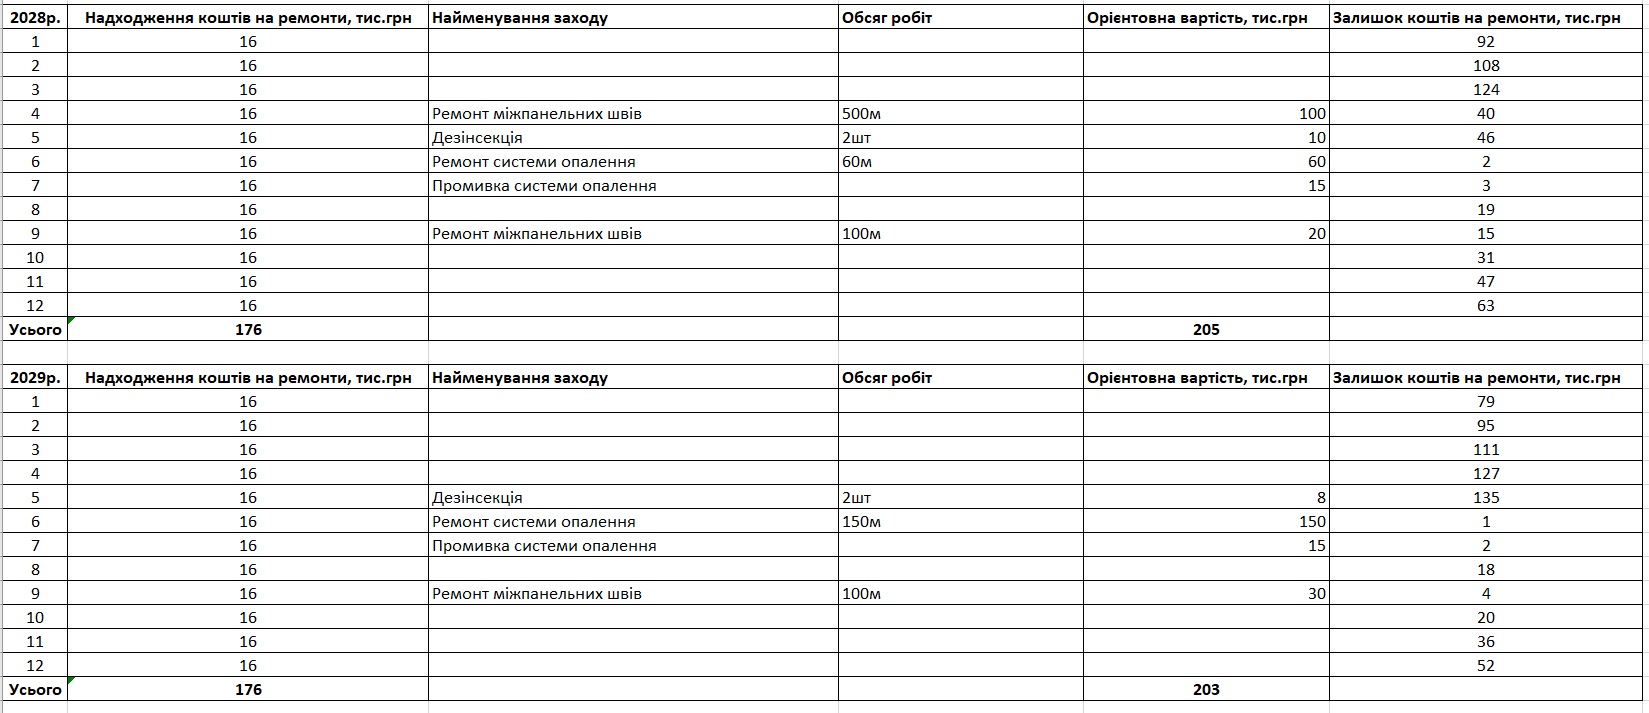 2028р. Надходження коштів на ремонти, тис.грн Найменування заходу Обсяг робіт Орієнтовна вартість, тис.грн Залишок коштів на ремонти, тис.грн
1 16 92
2 16 108
3 16 124
4 16 Ремонт міжпанельних швів 500м 100 40
5 16 Дезінсекція 2шт 10 46
6 16 Ремонт системи опалення 60м 60 2
7 16 Промивка системи опалення 15 3
8 16 19
9 16 Ремонт міжпанельних швів 100м 20 15
10 16 31
11 16 47
12 16 63
Усього 176 205
2029р. Надходження коштів на ремонти, тис.грн Найменування заходу Обсяг робіт Орієнтовна вартість, тис.грн Залишок коштів на ремонти, тис.грн
1 16 79
2 16 95
3 16 111
4 16 127
5 16 Дезінсекція 2шт 8 135
6 16 Ремонт системи опалення 150м 150 1
7 16 Промивка системи опалення 15 2
8 16 18
9 16 Ремонт міжпанельних швів 100м 30 4
10 16 20
11 16 36
12 16 52
Усього 176 203